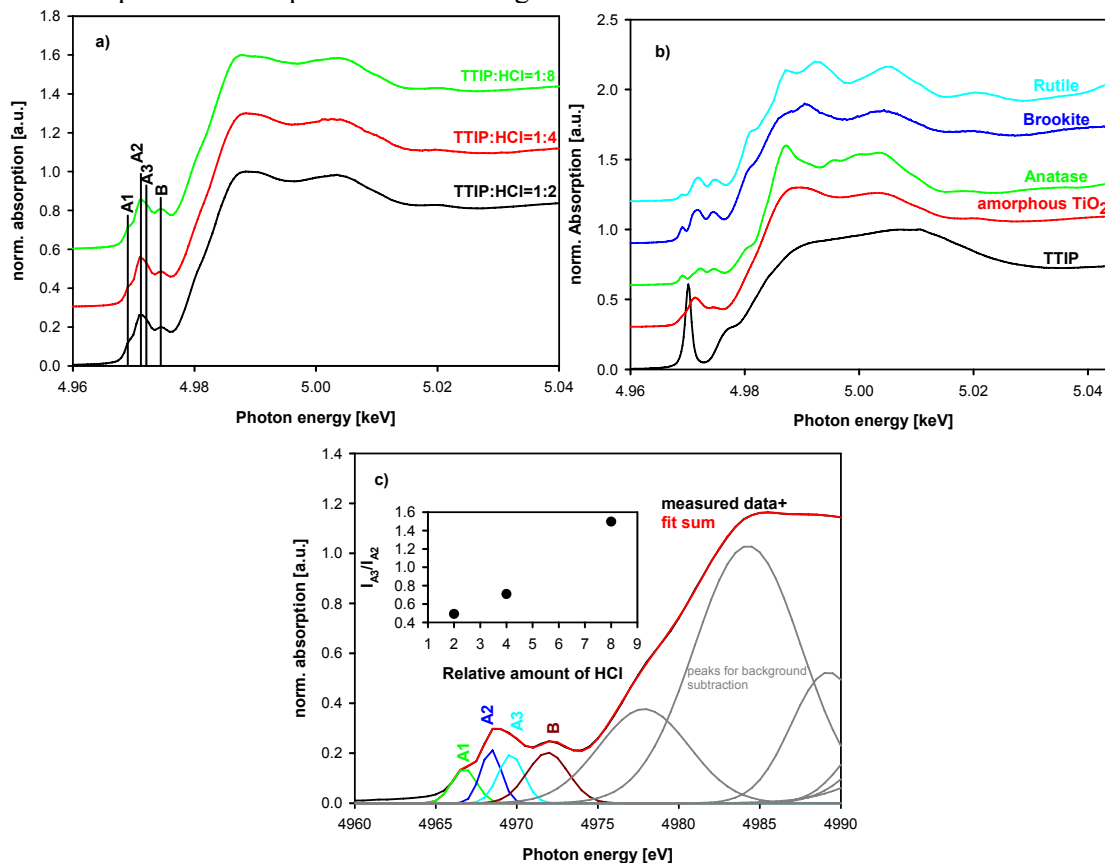 a)
TTIP:HCl=1:8
TTIP:HCl=1:4
TTIP:HCl=1:2
A1
A2
A3
B
norm. absorption [a.u.]
1.8
1.6
1.4
1.2
1.0
0.8
0.6
0.4
0.2
0.0
4.96 4.98 5.00 5.02 5.04
Photon energy [keV]
b)
Rutile
Brookite
Anatase
amorphous TiO2
TTIP
norm. Absorption [a.u.]
2.5
2.0
1.5
1.0
0.5
0.0
4.96 4.98 5.00 5.02 5.04
Photon energy [keV]
c)
measured data+
fit sum
peaks for background
subtraction
A1
A2
A3
B
norm. absorption [a.u.]
1.4
1.2
1.0
0.8
0.6
0.4
0.2
0.0
4960 4965 4970 4975 4980 4985 4990
Photon energy [eV]
IA3/IA2
1.6
1.4
1.2
1.0
0.8
0.6
0.4
1 2 3 4 5 6 7 8 9
Relative amount of HCl